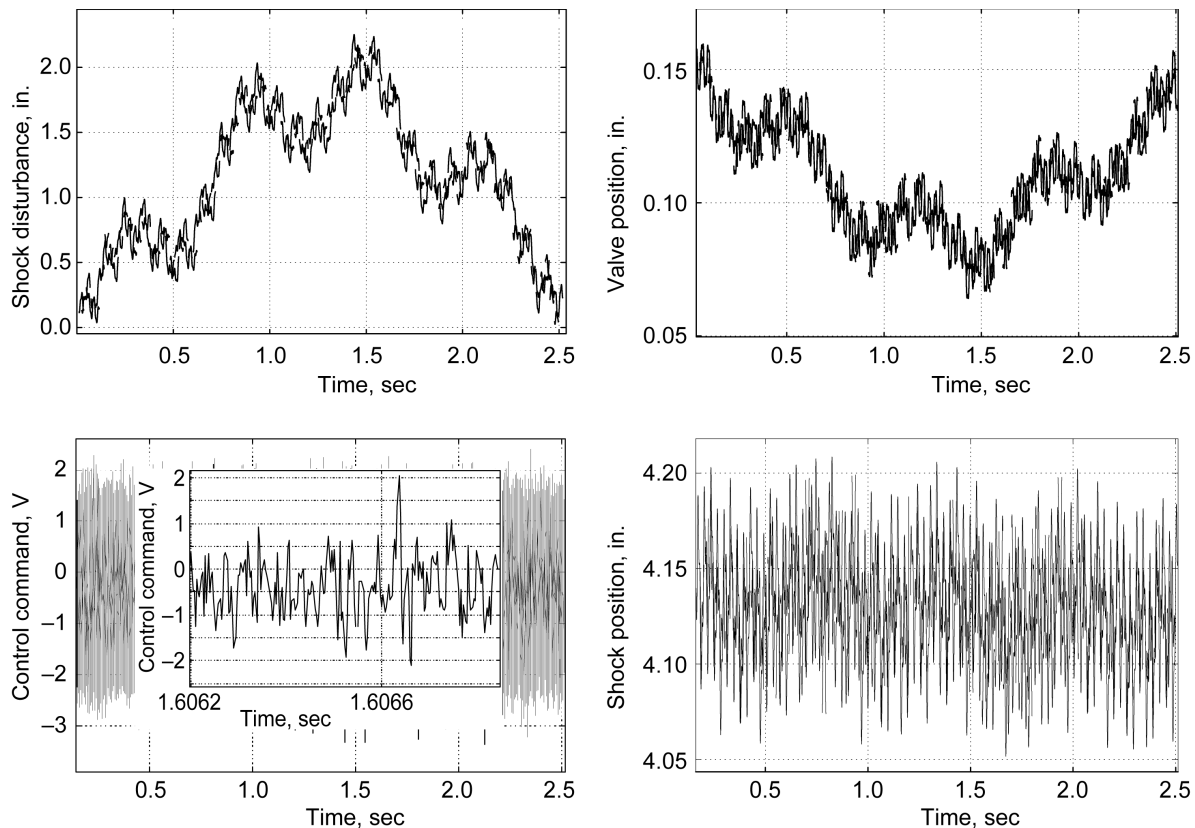 Shock disturbance, in.
2.0
1.5
1.0
0.5
0.0
0.5 1.0 1.5 2.0 2.5
Time, sec
Valve position, in.
0.15
0.10
0.05
0.5 1.0 1.5 2.0 2.5
Time, sec
Control command, V
2
1
0
–1
–2
–3
0.5 1.0 1.5 2.0 2.5
Time, sec
Control command, V
2
1
0
–1
–2
1.6062 1.6066
Time, sec
Shock position, in.
4.20
4.15
4.10
4.05
0.5 1.0 1.5 2.0 2.5
Time, sec